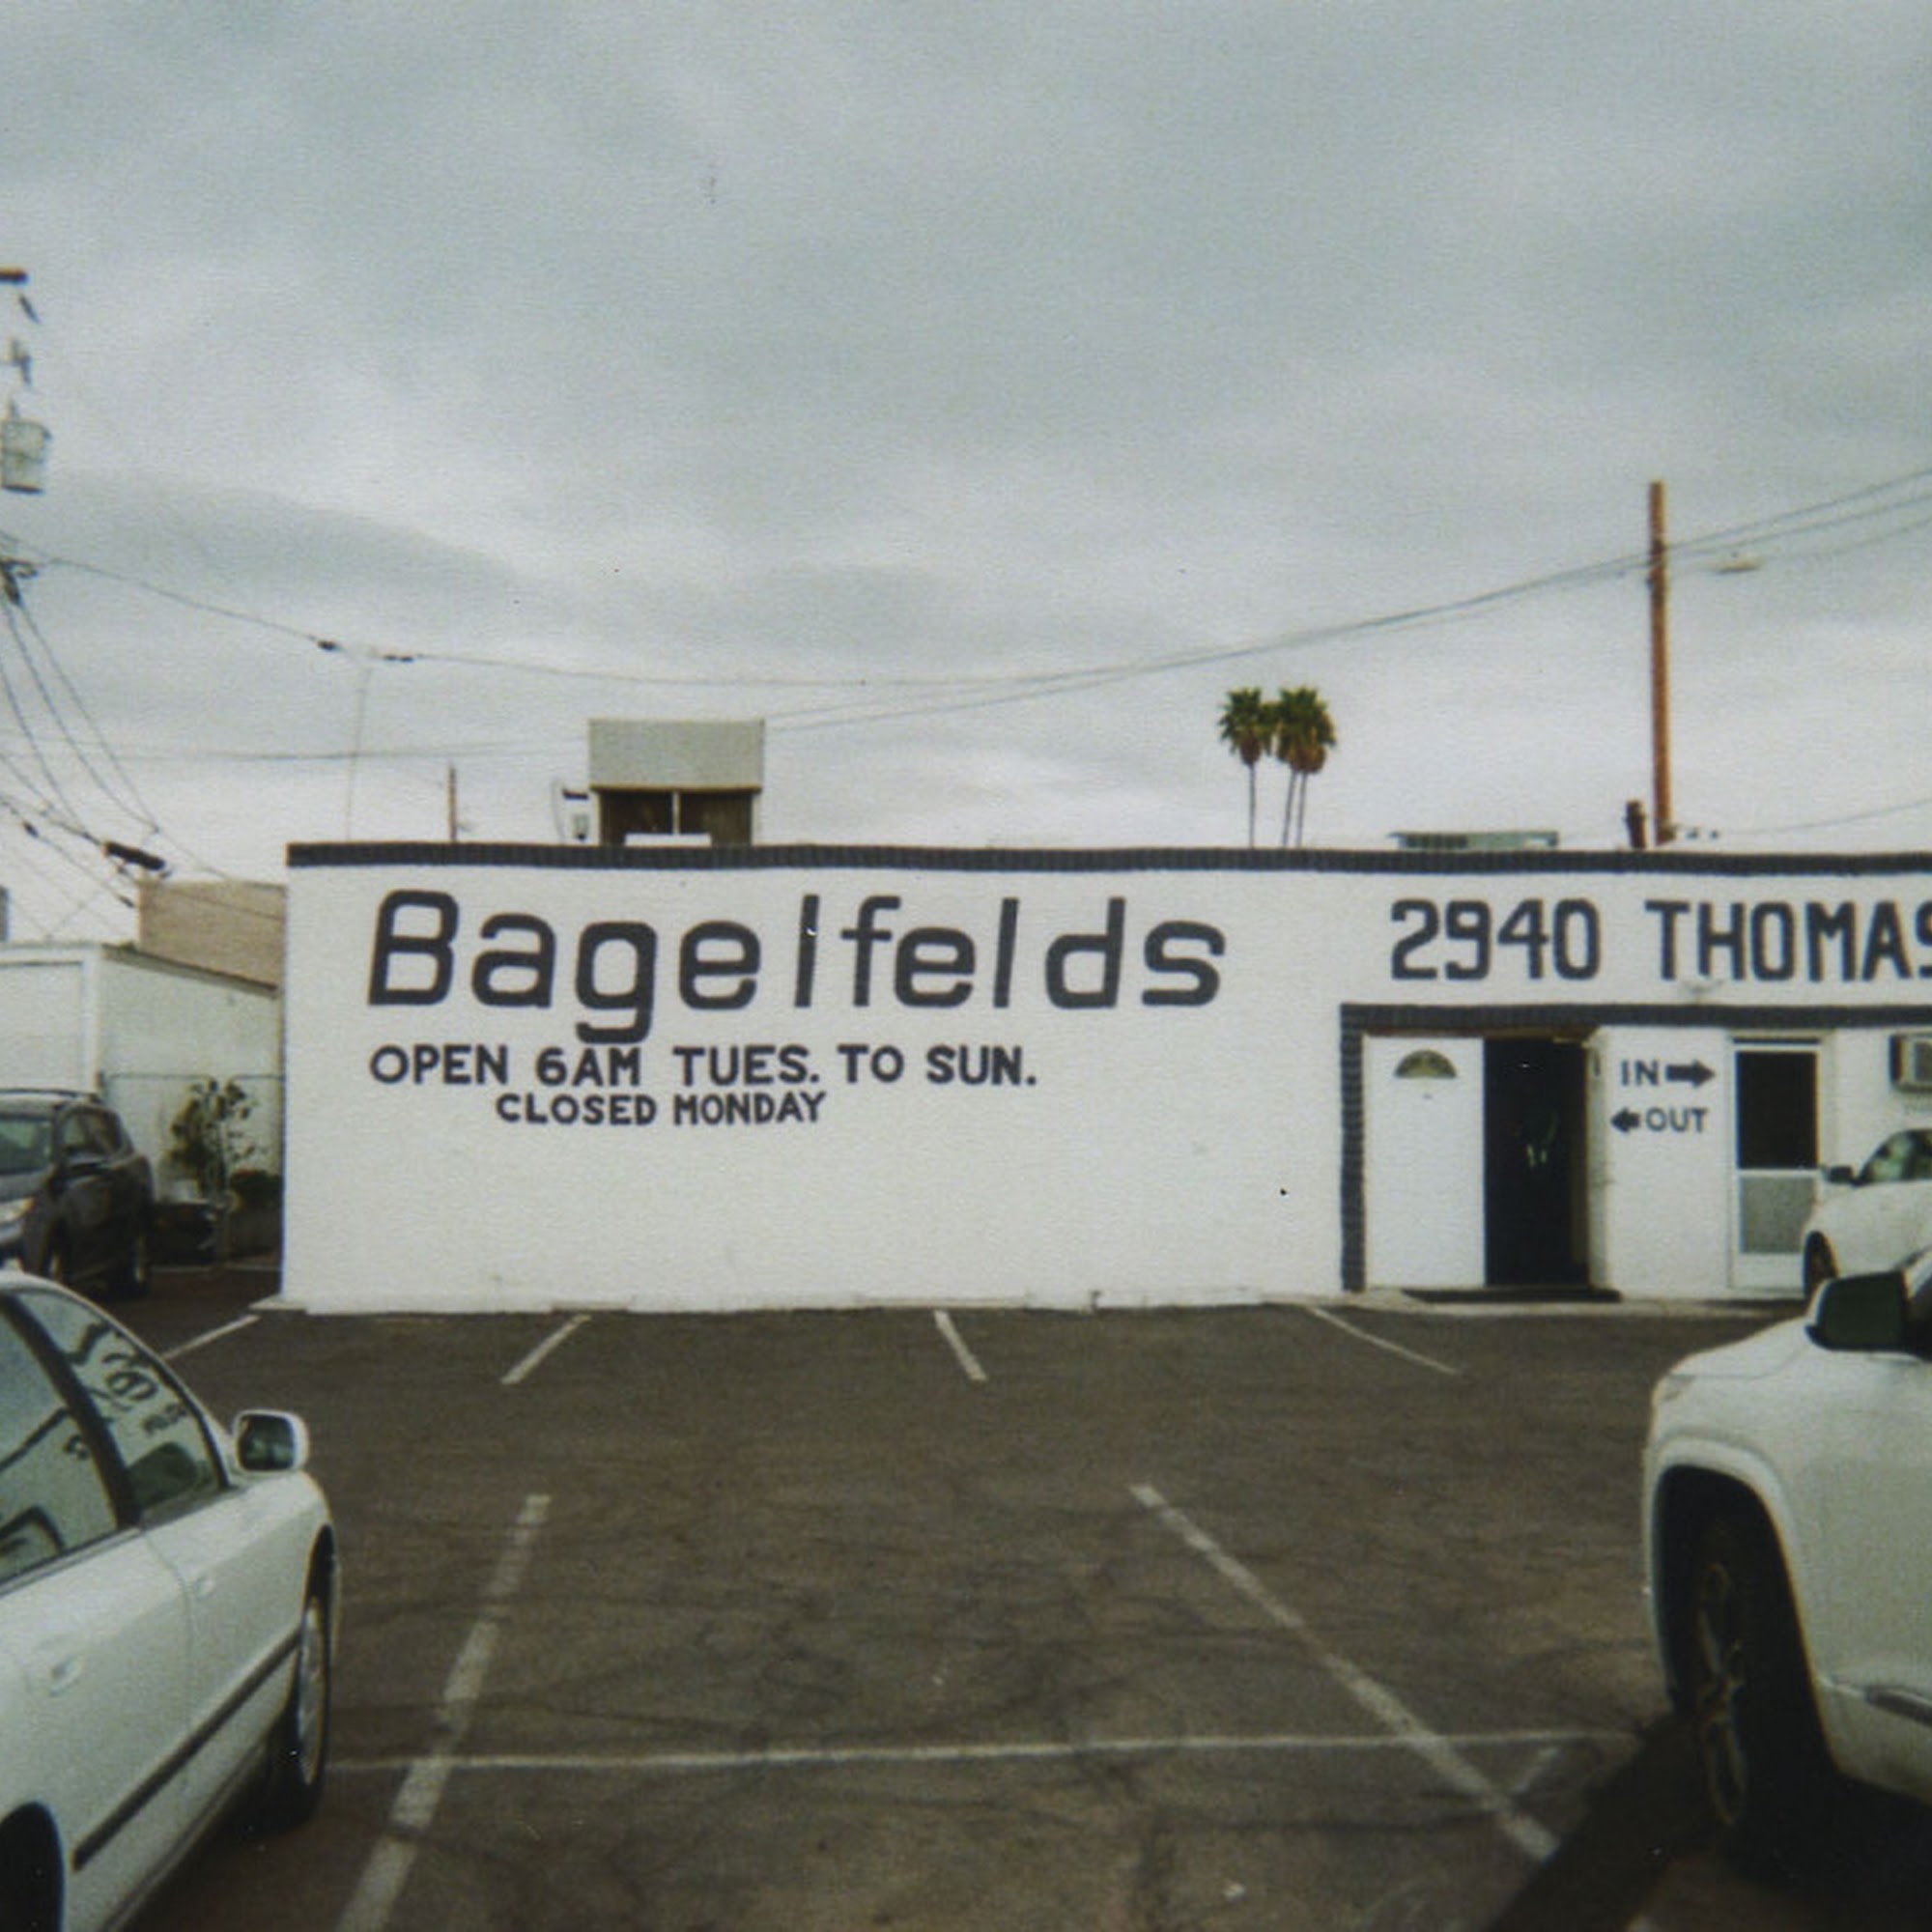 Bagelfelds
OPEN 6AM TUES. TO SUN.
CLOSED MONDAY
2940 THOMAS
IN➡
⬅OUT